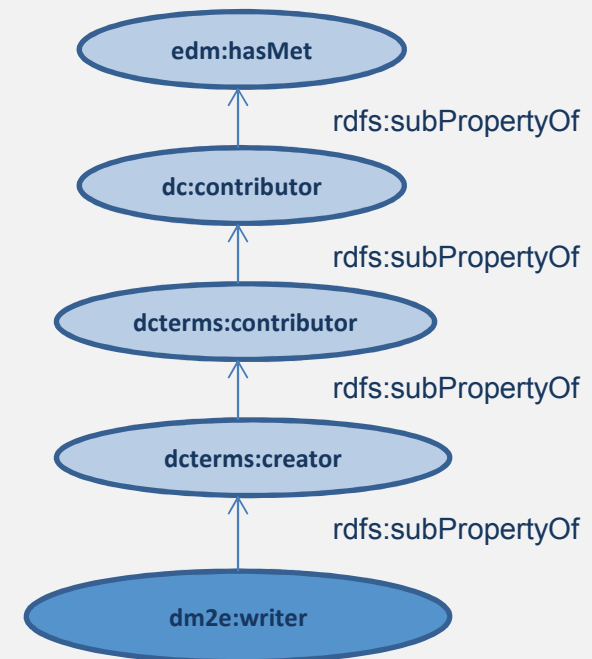 edm:hasMet
rdfs:subPropertyOf
dc:contributor
rdfs:subPropertyOf
dcterms:contributor
rdfs:subPropertyOf
dcterms:creator
rdfs:subPropertyOf
dm2e:writer